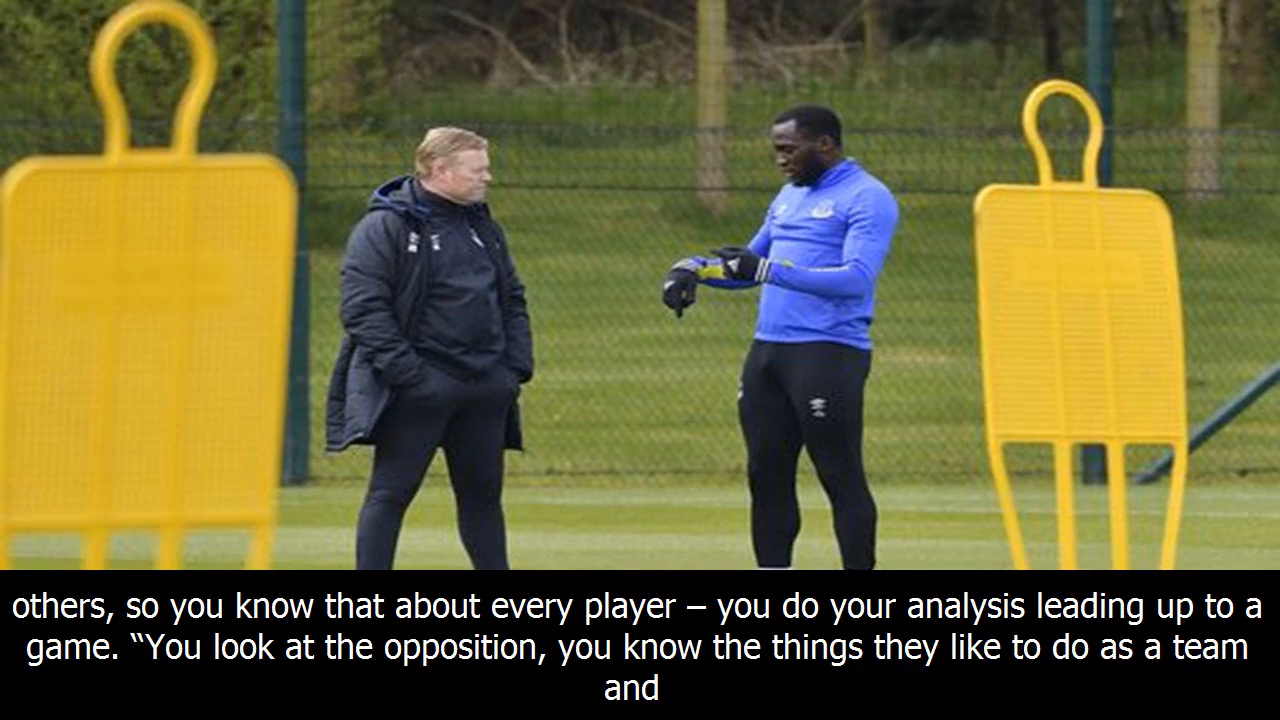 others, so you know that about every player – you do your analysis leading up to a
game. “You look at the opposition, you know the things they like to do as a team
and